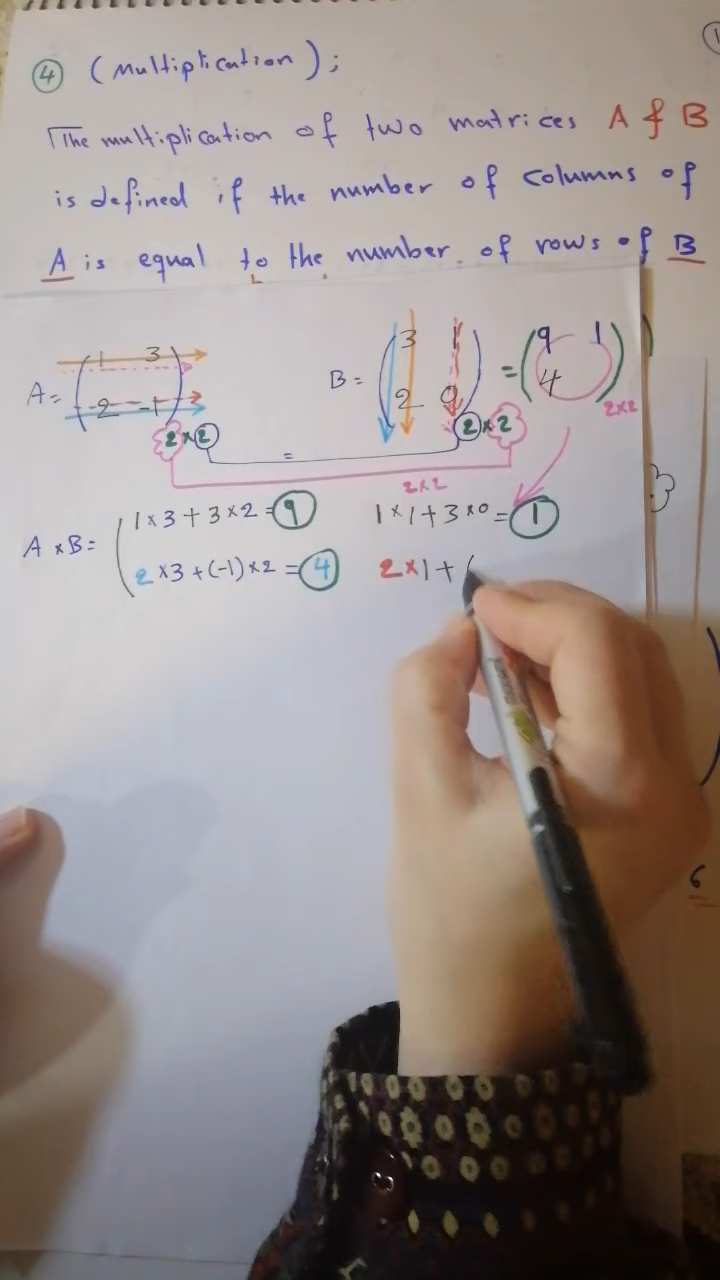 ④ (Multiplication);
The multiplication of two matrices A & B
is defined if the number of columns of
A is equal to the number of rows of B
A = ( 1 3 B = ( 3 1 ) = ( 9 1 )
2 -1 ) 2 0 4 2×2
2×2 = 2×2
2×2
A×B = ( 1×3+3×2=9 1×1+3×0=1
2×3+(-1)×2=4 2×1+(
6